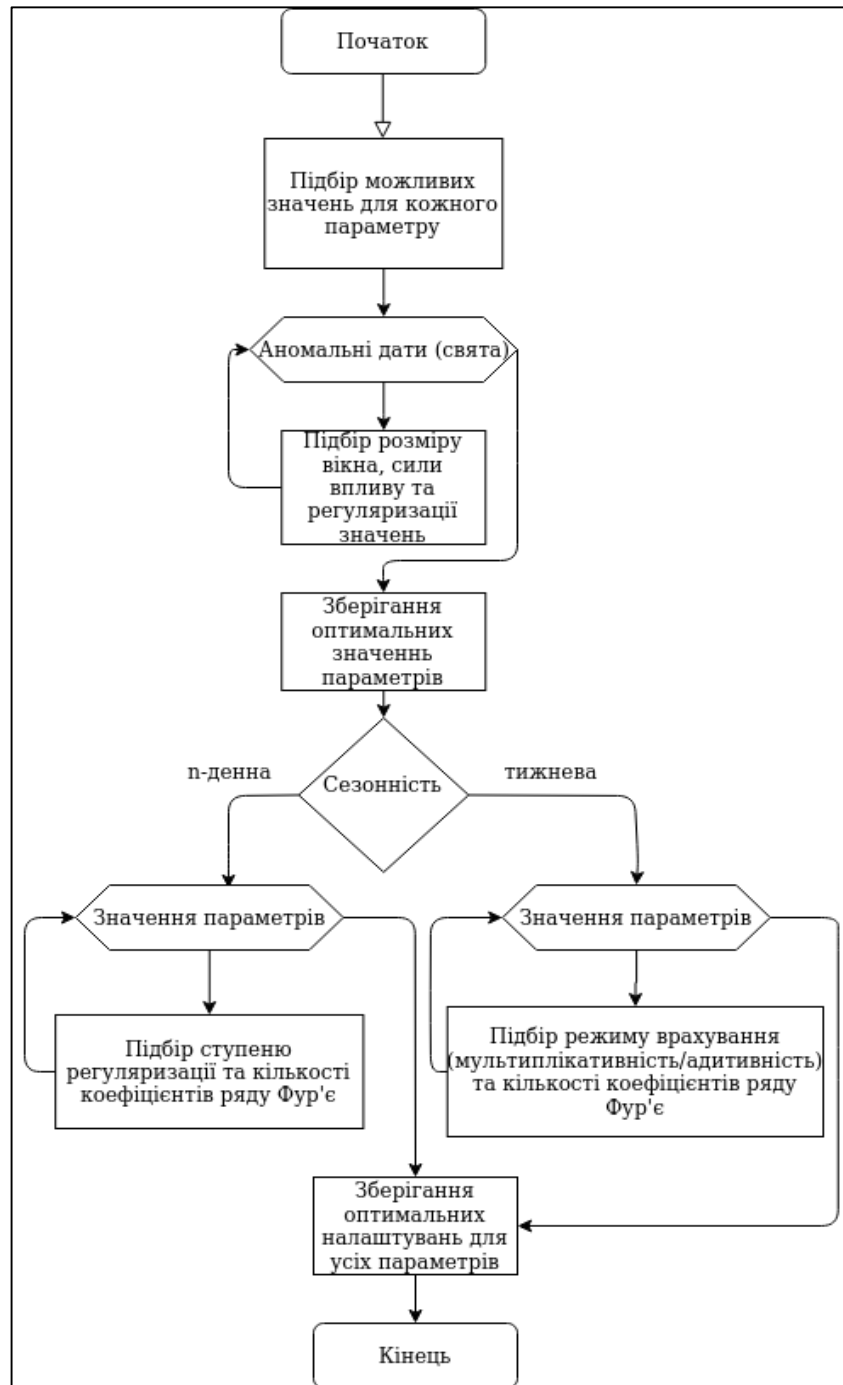 Початок
Підбір можливих
значень для кожного
параметру
Аномальні дати (свята)
Підбір розміру
вікна, сили
впливу та
регуляризації
значень
Зберігання
оптимальних
значеннь
параметрів
n-денна
Сезонність
тижнева
Значення параметрів
Значення параметрів
Підбір ступеню
регуляризації та кількості
коефіцієнтів ряду Фур'є
Підбір режиму врахування
(мультиплікативність/адитивність)
та кількості коефіцієнтів ряду
Фур'є
Зберігання
оптимальних
налаштувань для
усіх параметрів
Кінець